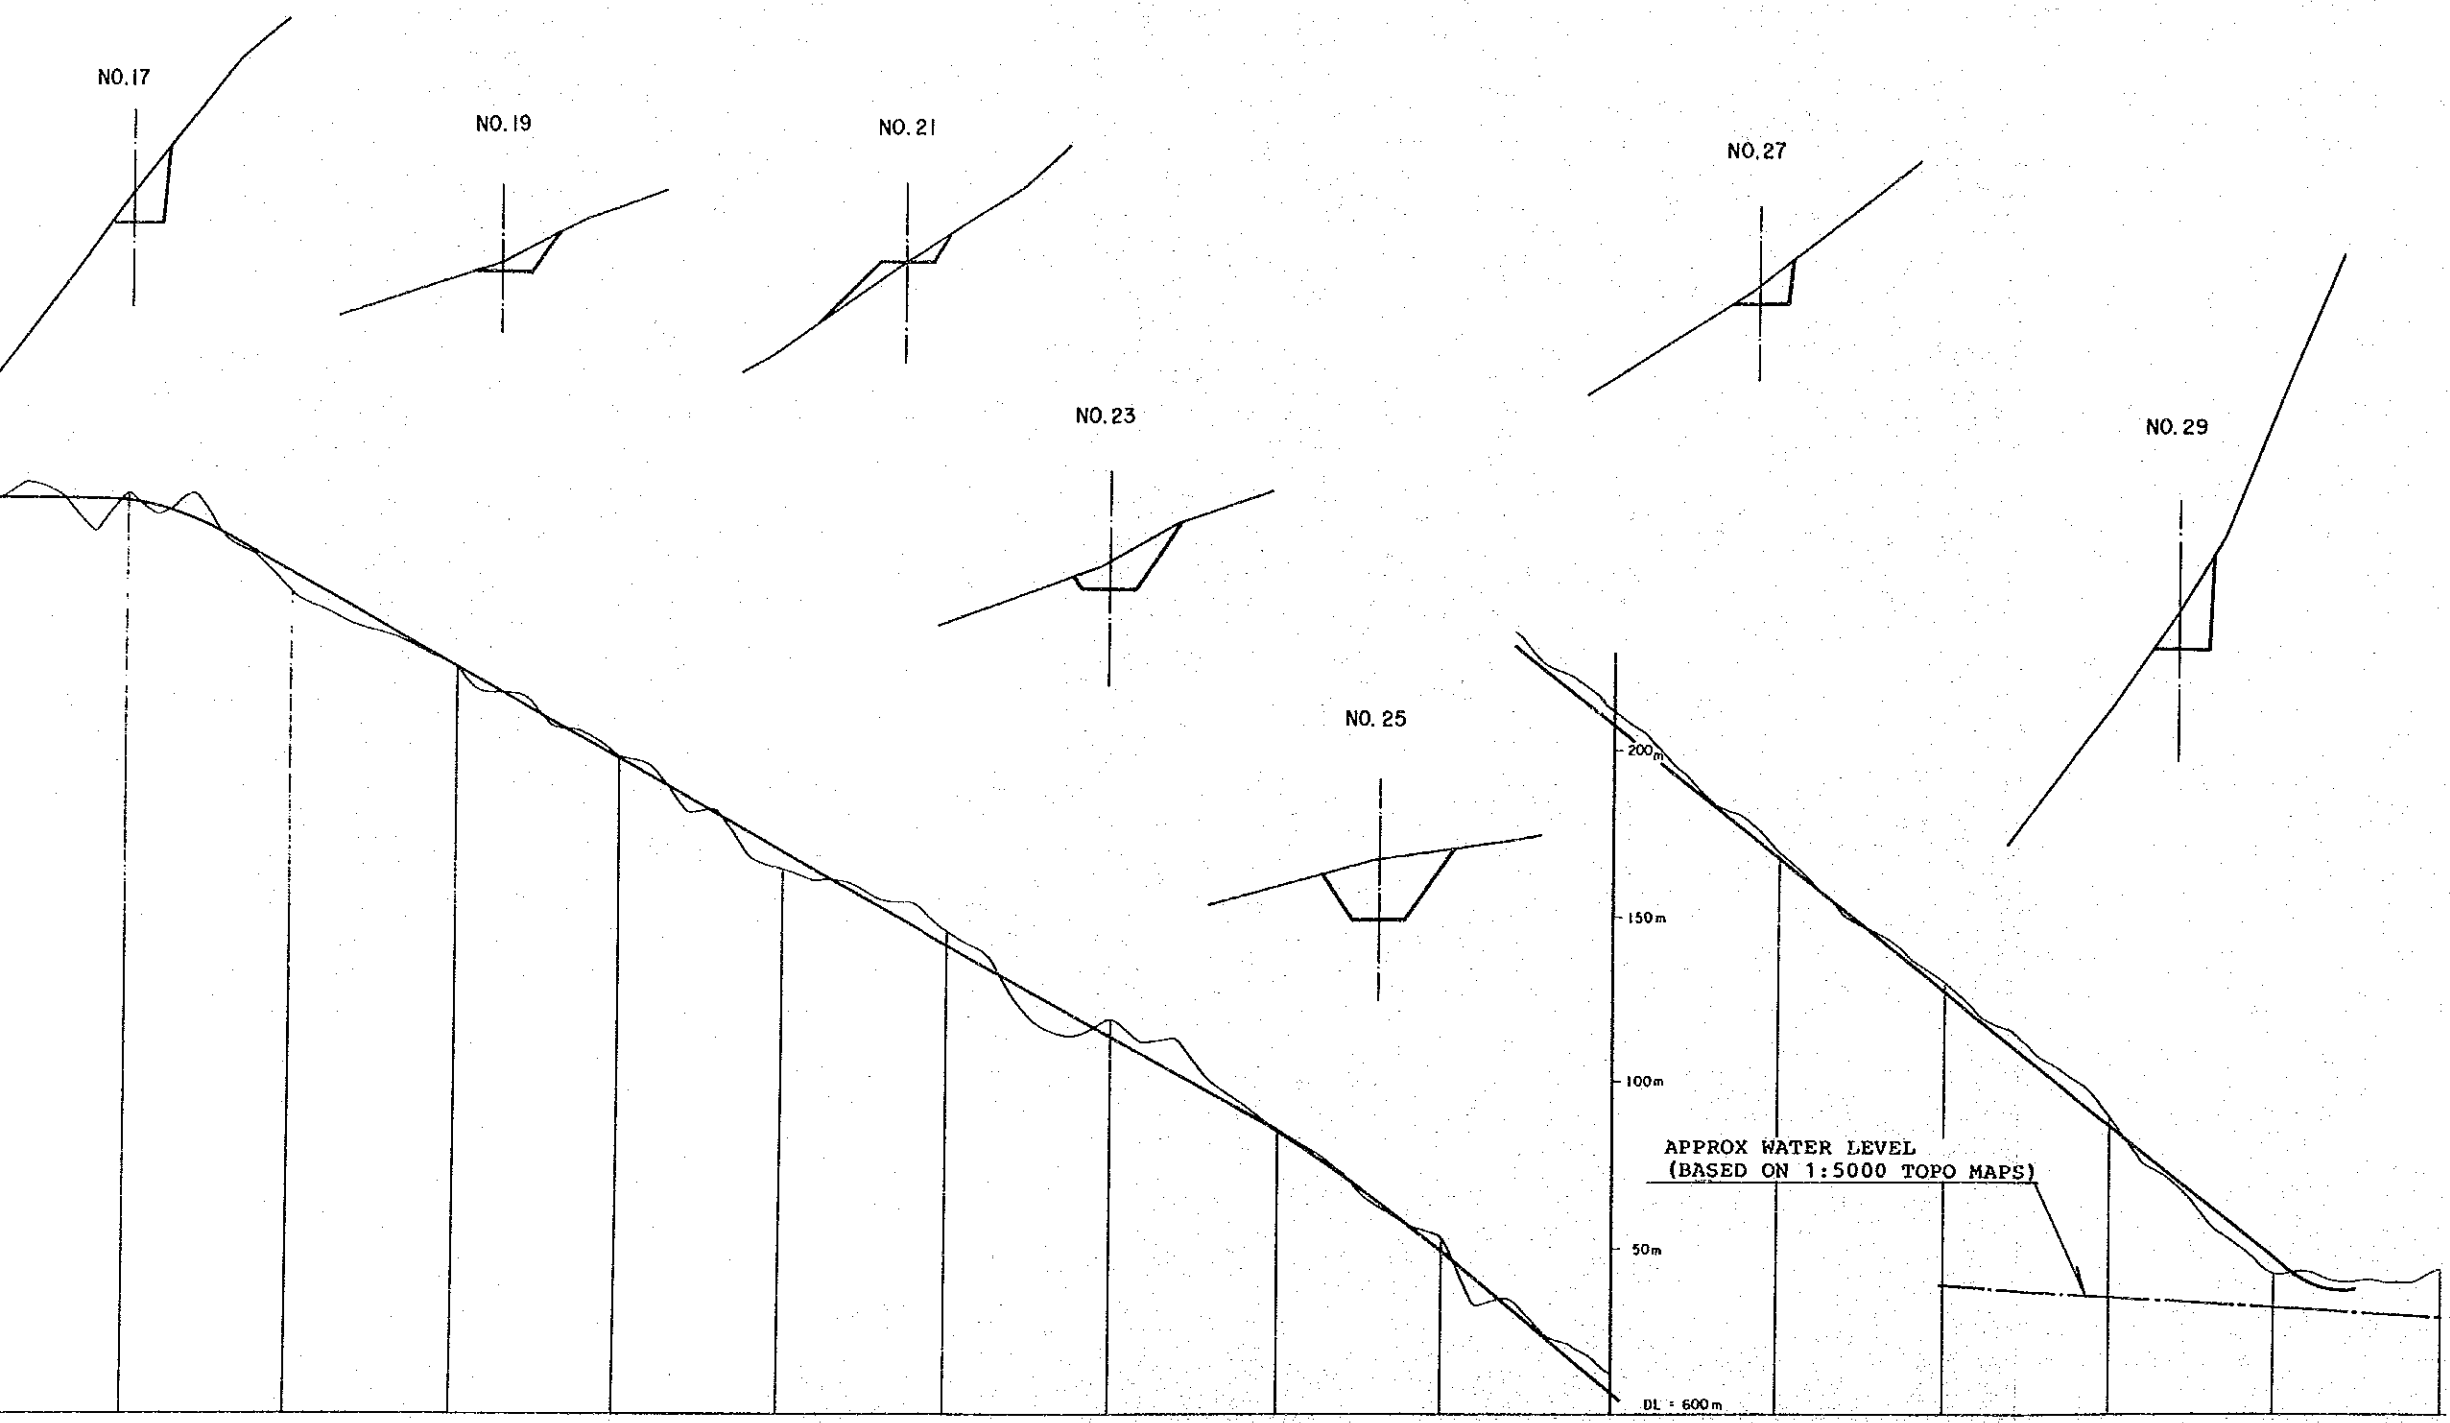 NO.17
NO.19
NO.21
NO.27
NO.23
NO.29
NO. 25
200m
150m
100m
APPROX WATER LEVEL
(BASED ON 1:5000 TOPO MAPS)
50m
DL = 600m